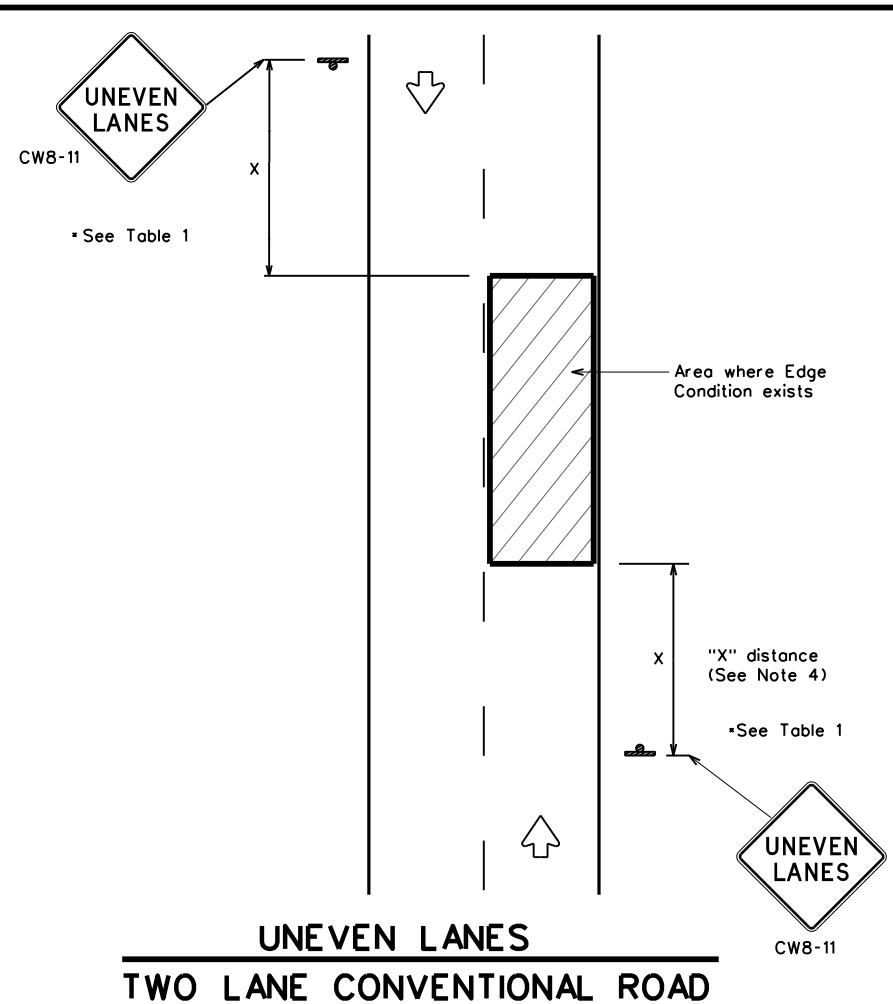 UNEVEN
LANES
CW8-11
X
* See Table 1
Area where Edge
Condition exists
X
"X" distance
(See Note 4)
*See Table 1
UNEVEN
LANES
CW8-11
UNEVEN LANES
TWO LANE CONVENTIONAL ROAD